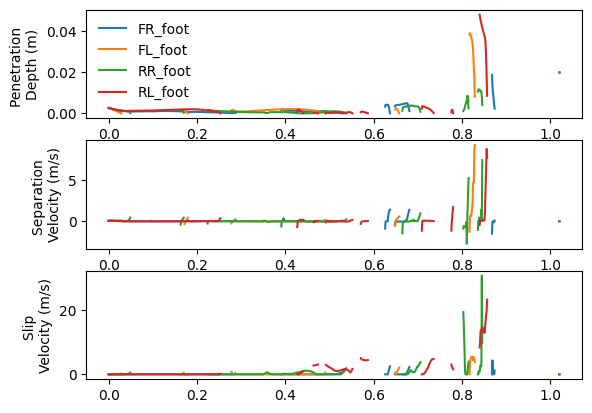 0.04
0.02
0.00
Penetration
Depth (m)
FR_foot
FL_foot
RR_foot
RL_foot
0.0 0.2 0.4 0.6 0.8 1.0
5
0
Separation
Velocity (m/s)
0.0 0.2 0.4 0.6 0.8 1.0
20
0
Slip
Velocity (m/s)
0.0 0.2 0.4 0.6 0.8 1.0